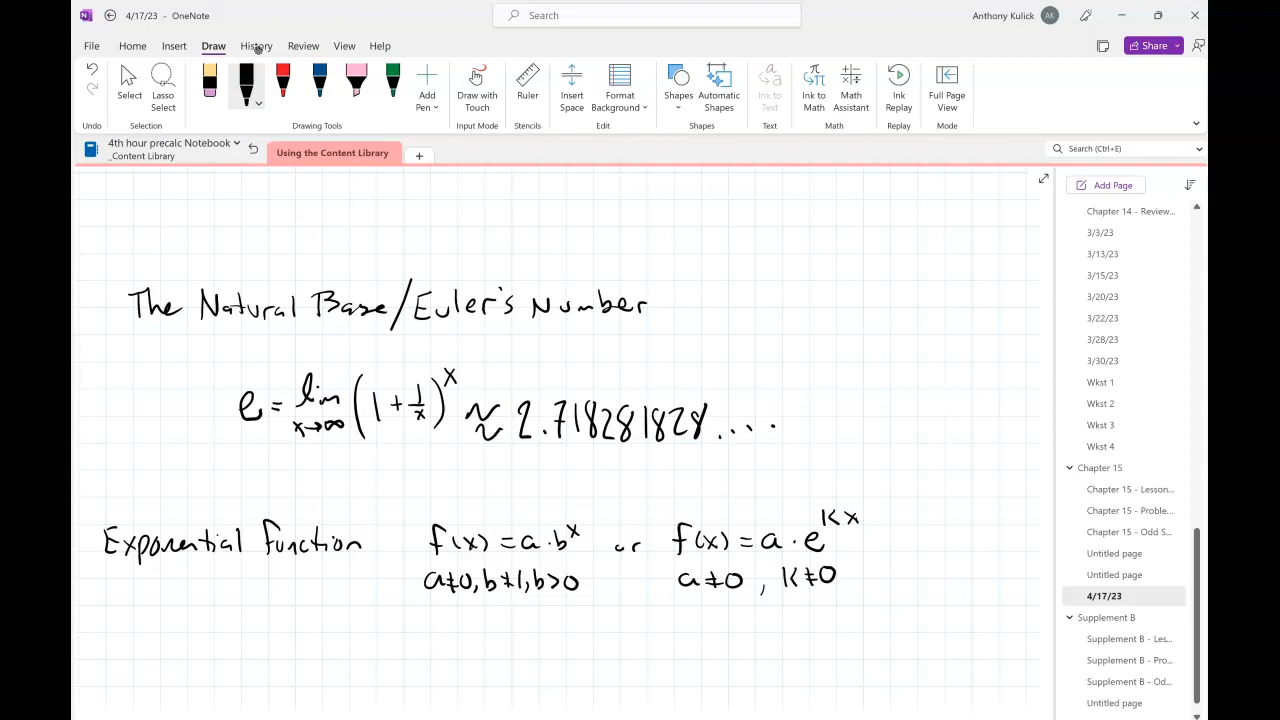 4/17/23 - OneNote
Search
Anthony Kulick
AK
File Home Insert Draw History Review View Help
Share
Select
Lasso Select
Add Pen
Draw with Touch
Ruler
Insert Space
Format Background
Shapes
Automatic Shapes
Ink to Text
Ink to Math
Math Assistant
Ink Replay
Full Page View
Undo Selection Drawing Tools Input Mode Stencils Edit Shapes Text Math Replay Mode
4th hour precalc Notebook
_Content Library
Using the Content Library
+
Search (Ctrl+E)
Add Page
Chapter 14 - Review...
3/3/23
3/13/23
3/15/23
3/20/23
3/22/23
3/28/23
3/30/23
Wkst 1
Wkst 2
Wkst 3
Wkst 4
Chapter 15
Chapter 15 - Lesson...
Chapter 15 - Proble...
Chapter 15 - Odd S...
Untitled page
Untitled page
4/17/23
Supplement B
Supplement B - Les...
Supplement B - Pro...
Supplement B - Od...
Untitled page
The Natural Base/Euler's Number
e = lim x→∞ (1 + 1/x)^x ≈ 2.718281828....
Exponential Function f(x) = a·b^x or f(x) = a·e^kx
a≠0, b≠1, b>0 a≠0, k≠0